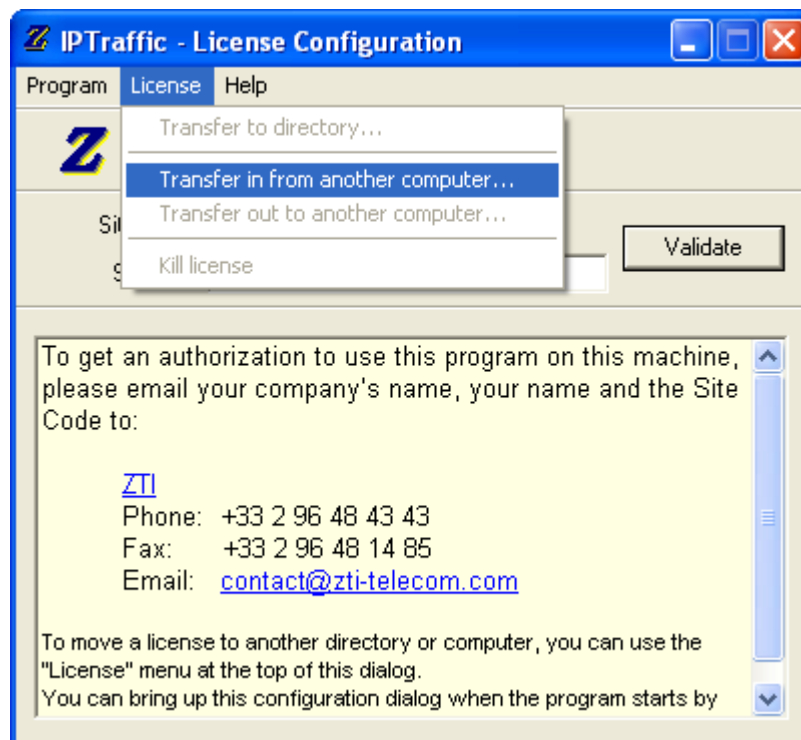 IPTraffic - License Configuration
Program License Help
Z
Transfer to directory...
Transfer in from another computer...
Transfer out to another computer...
Kill license
Validate
To get an authorization to use this program on this machine,
please email your company's name, your name and the Site
Code to:
ZTI
Phone: +33 2 96 48 43 43
Fax: +33 2 96 48 14 85
Email: contact@zti-telecom.com
To move a license to another directory or computer, you can use the
"License" menu at the top of this dialog.
You can bring up this configuration dialog when the program starts by